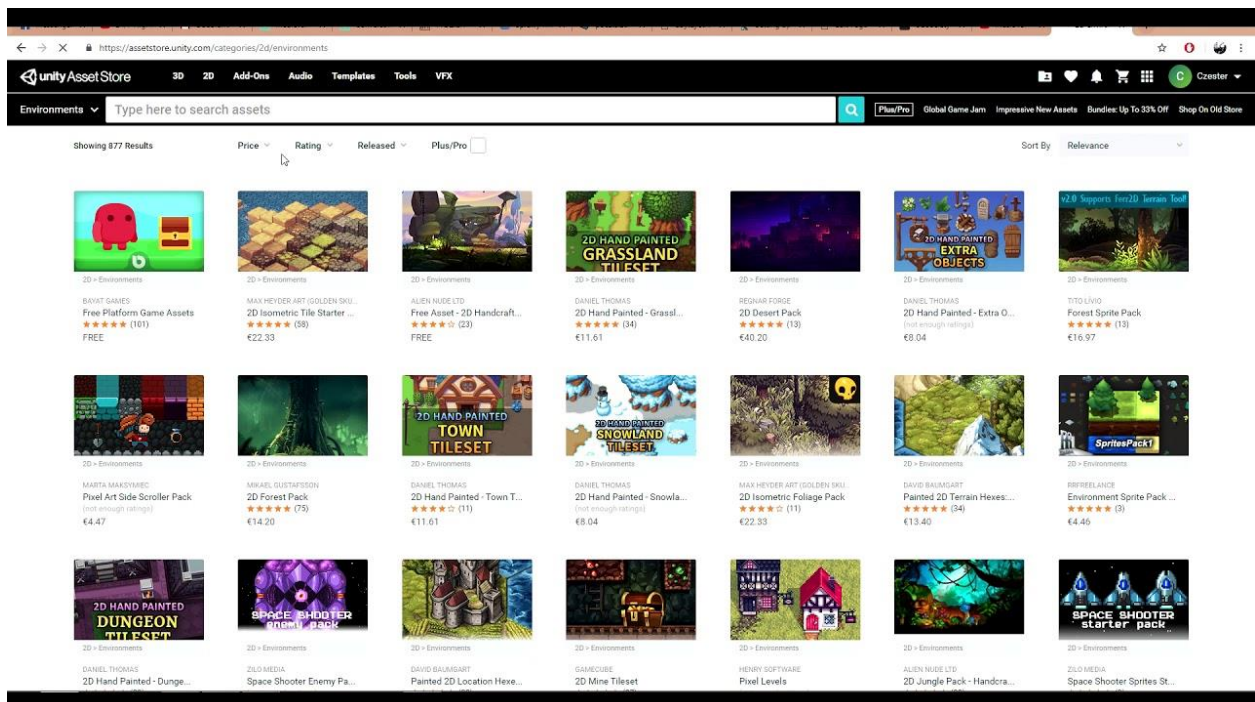 https://assetstore.unity.com/categories/2d/environments
unity Asset Store 3D 2D Add-Ons Audio Templates Tools VFX C Czester
Environments Type here to search assets Plus/Pro Global Game Jam Impressive New Assets Bundles: Up To 33% Off Shop On Old Store
Showing 877 Results Price Rating Released Plus/Pro Sort By Relevance
2D HAND PAINTED
GRASSLAND
TILESET
2D HAND PAINTED
EXTRA
OBJECTS
v2.0 Supports Ferr2D Terrain Tool!
2D > Environments 2D > Environments 2D > Environments 2D > Environments 2D > Environments 2D > Environments 2D > Environments
BAYAT GAMES MAX HEYDER ART (GOLDEN SKU... ALIEN NUDE LTD DANIEL THOMAS REGNAR FORGE DANIEL THOMAS TITO LÍVIO
Free Platform Game Assets 2D Isometric Tile Starter ... Free Asset - 2D Handcraft... 2D Hand Painted - Grassl... 2D Desert Pack 2D Hand Painted - Extra O... Forest Sprite Pack
(101) (58) (23) (34) (13) (not enough ratings) (13)
FREE €22.33 FREE €11.61 €40.20 €8.04 €16.97
2D HAND PAINTED
TOWN
TILESET
2D HAND PAINTED
SNOWLAND
TILESET
SpritesPack1
2D > Environments 2D > Environments 2D > Environments 2D > Environments 2D > Environments 2D > Environments 2D > Environments
MARTA MAKSYMIEC MIKAEL GUSTAFSSON DANIEL THOMAS DANIEL THOMAS MAX HEYDER ART (GOLDEN SKU... DAVID BAUMGART RRFREELANCE
Pixel Art Side Scroller Pack 2D Forest Pack 2D Hand Painted - Town T... 2D Hand Painted - Snowla... 2D Isometric Foliage Pack Painted 2D Terrain Hexes:... Environment Sprite Pack ...
(not enough ratings) (75) (11) (not enough ratings) (11) (34) (3)
€4.47 €14.20 €11.61 €8.04 €22.33 €13.40 €4.46
2D HAND PAINTED
DUNGEON
TILESET
SPACE SHOOTER
enemy pack
SPACE SHOOTER
starter pack
2D > Environments 2D > Environments 2D > Environments 2D > Environments 2D > Environments 2D > Environments 2D > Environments
DANIEL THOMAS ZILO MEDIA DAVID BAUMGART GAMECUBE HENRY SOFTWARE ALIEN NUDE LTD ZILO MEDIA
2D Hand Painted - Dunge... Space Shooter Enemy Pa... Painted 2D Location Hexe... 2D Mine Tileset Pixel Levels 2D Jungle Pack - Handcra... Space Shooter Sprites St...